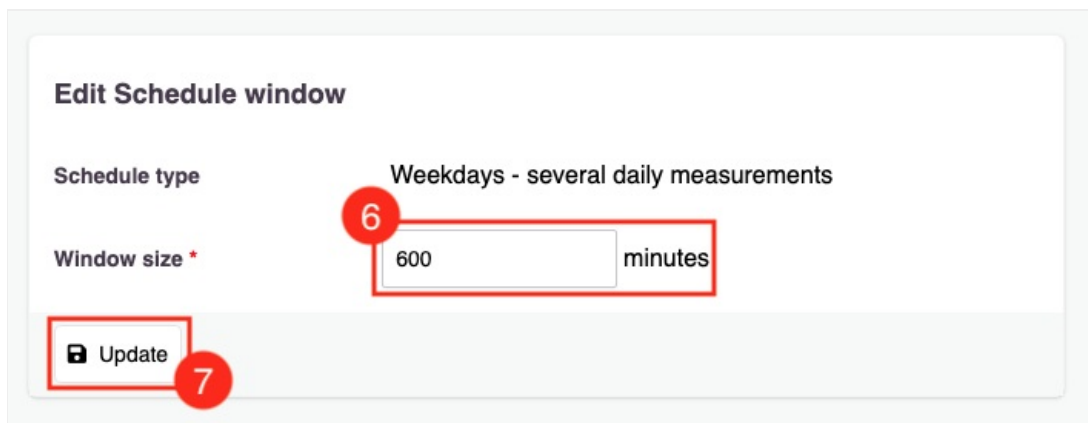 Edit Schedule window
Schedule type Weekdays - several daily measurements
6
Window size * 600 minutes
Update
7